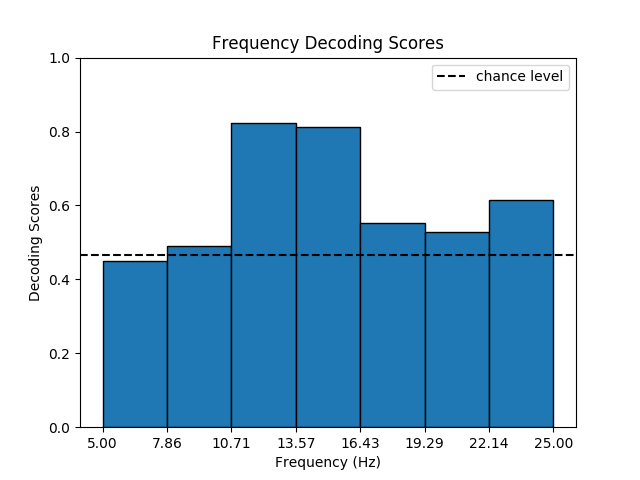 Frequency Decoding Scores
chance level
1.0
0.8
0.6
0.4
0.2
0.0
Decoding Scores
5.00 7.86 10.71 13.57 16.43 19.29 22.14 25.00
Frequency (Hz)